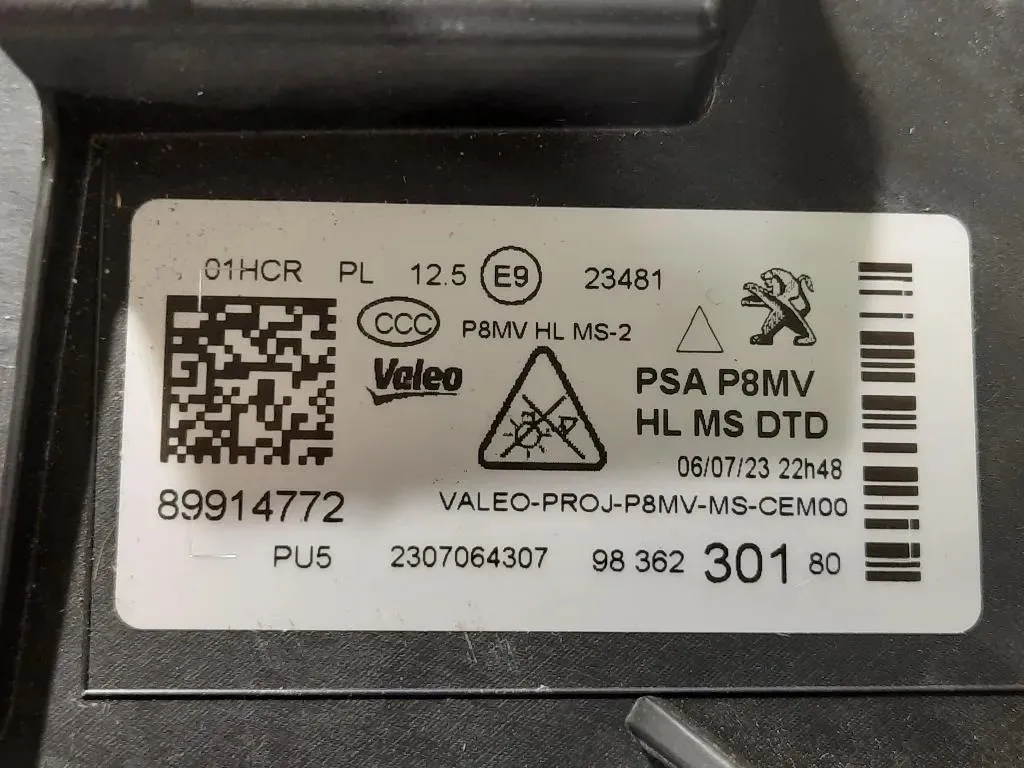 01HCR PL 12.5 E9 23481
CCC P8MV HL MS-2
Valeo
PSA P8MV
HL MS DTD
06/07/23 22h48
89914772
VALEO-PROJ-P8MV-MS-CEM00
PU5 2307064307 98 362 301 80